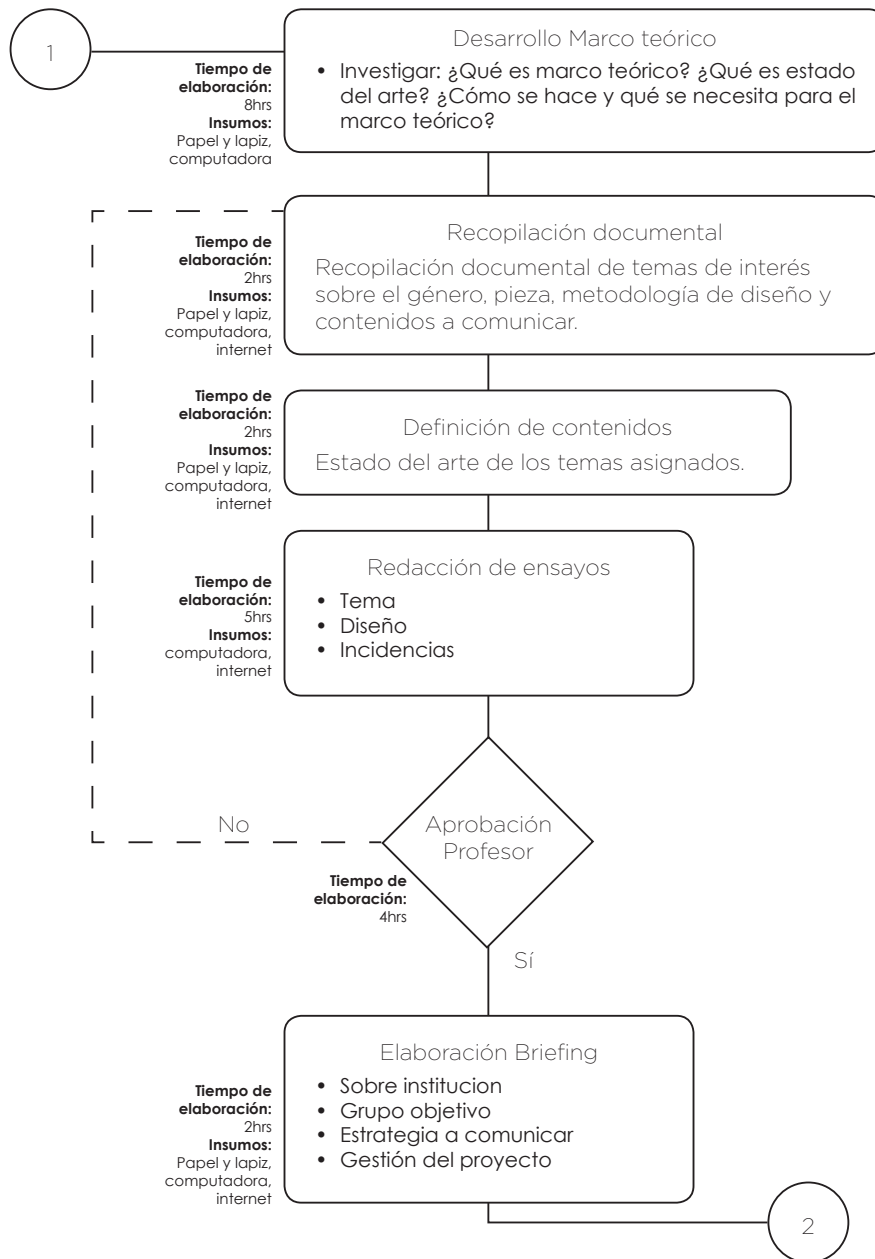 1
Desarrollo Marco teórico
• Investigar: ¿Qué es marco teórico? ¿Qué es estado
del arte? ¿Cómo se hace y qué se necesita para el
marco teórico?
Tiempo de
elaboración:
8hrs
Insumos:
Papel y lapiz,
computadora
Recopilación documental
Recopilación documental de temas de interés
sobre el género, pieza, metodología de diseño y
contenidos a comunicar.
Tiempo de
elaboración:
2hrs
Insumos:
Papel y lapiz,
computadora,
internet
Definición de contenidos
Estado del arte de los temas asignados.
Tiempo de
elaboración:
2hrs
Insumos:
Papel y lapiz,
computadora,
internet
Redacción de ensayos
• Tema
• Diseño
• Incidencias
Tiempo de
elaboración:
5hrs
Insumos:
computadora,
internet
No
Aprobación
Profesor
Tiempo de
elaboración:
4hrs
Sí
Elaboración Briefing
• Sobre institucion
• Grupo objetivo
• Estrategia a comunicar
• Gestión del proyecto
Tiempo de
elaboración:
2hrs
Insumos:
Papel y lapiz,
computadora,
internet
2